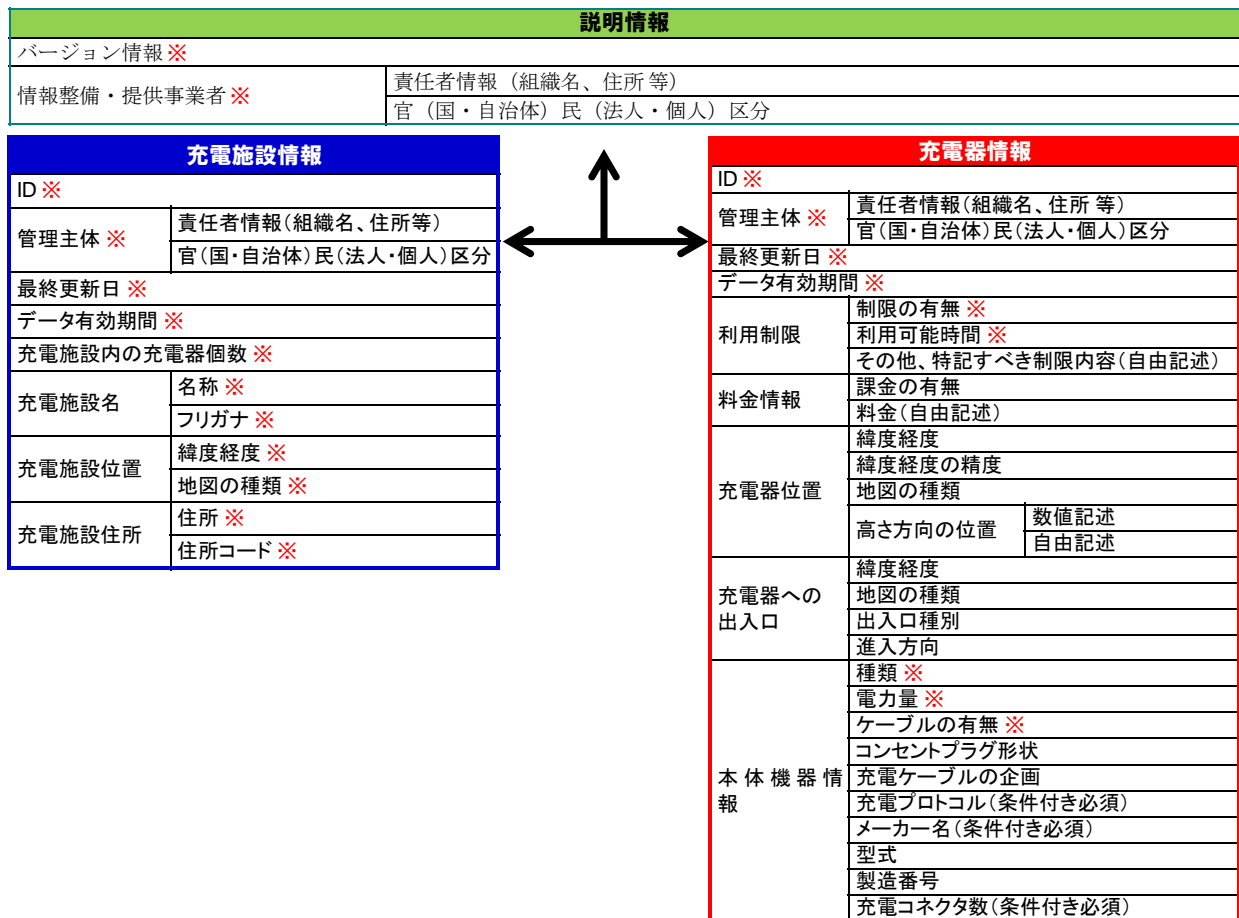 説明情報
バージョン情報※
情報整備・提供事業者※
責任者情報（組織名、住所 等）
官（国・自治体）民（法人・個人）区分
充電施設情報
ID ※
管理主体 ※
責任者情報(組織名、住所等)
官(国・自治体)民(法人・個人)区分
最終更新日 ※
データ有効期間 ※
充電施設内の充電器個数 ※
充電施設名
名称 ※
フリガナ ※
充電施設位置
緯度経度 ※
地図の種類 ※
充電施設住所
住所 ※
住所コード ※
充電器情報
ID ※
管理主体 ※
責任者情報(組織名、住所 等)
官(国・自治体)民(法人・個人)区分
最終更新日 ※
データ有効期間 ※
利用制限
制限の有無 ※
利用可能時間 ※
その他、特記すべき制限内容(自由記述)
料金情報
課金の有無
料金(自由記述)
充電器位置
緯度経度
緯度経度の精度
地図の種類
高さ方向の位置
数値記述
自由記述
充電器への
出入口
緯度経度
地図の種類
出入口種別
進入方向
本体機器情
報
種類 ※
電力量 ※
ケーブルの有無 ※
コンセントプラグ形状
充電ケーブルの企画
充電プロトコル(条件付き必須)
メーカー名(条件付き必須)
型式
製造番号
充電コネクタ数(条件付き必須)